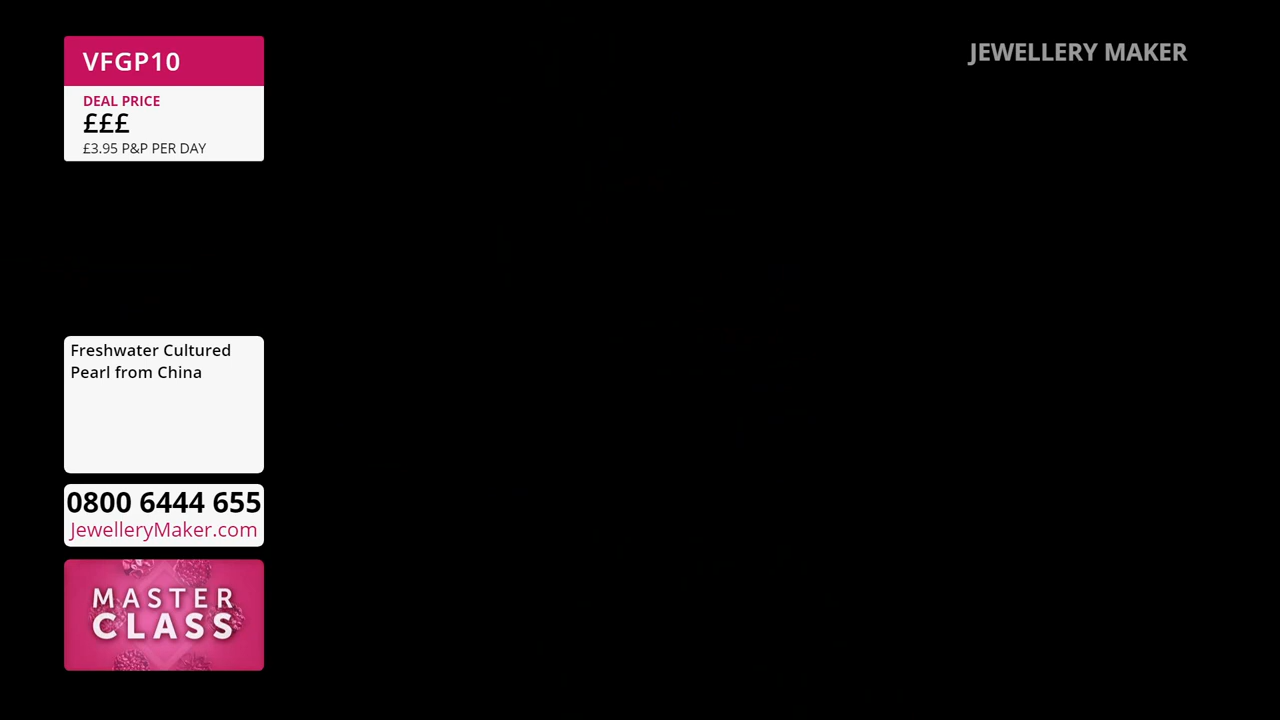 VFGP10
DEAL PRICE
£££
£3.95 P&P PER DAY
JEWELLERY MAKER
Freshwater Cultured
Pearl from China
0800 6444 655
JewelleryMaker.com
MASTER
CLASS